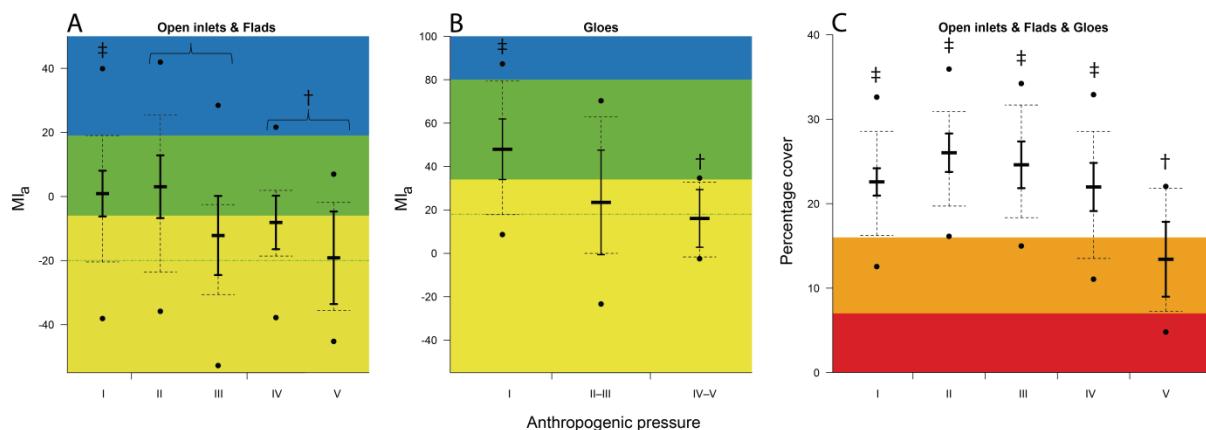 A
Open inlets & Flads
MIa
40
20
0
-20
-40
‡
†
I
II
III
IV
V
B
Gloes
MIa
100
80
60
40
20
0
-20
-40
‡
†
I
II–III
IV–V
Anthropogenic pressure
C
Open inlets & Flads & Gloes
Percentage cover
40
30
20
10
0
‡
‡
‡
‡
†
I
II
III
IV
V